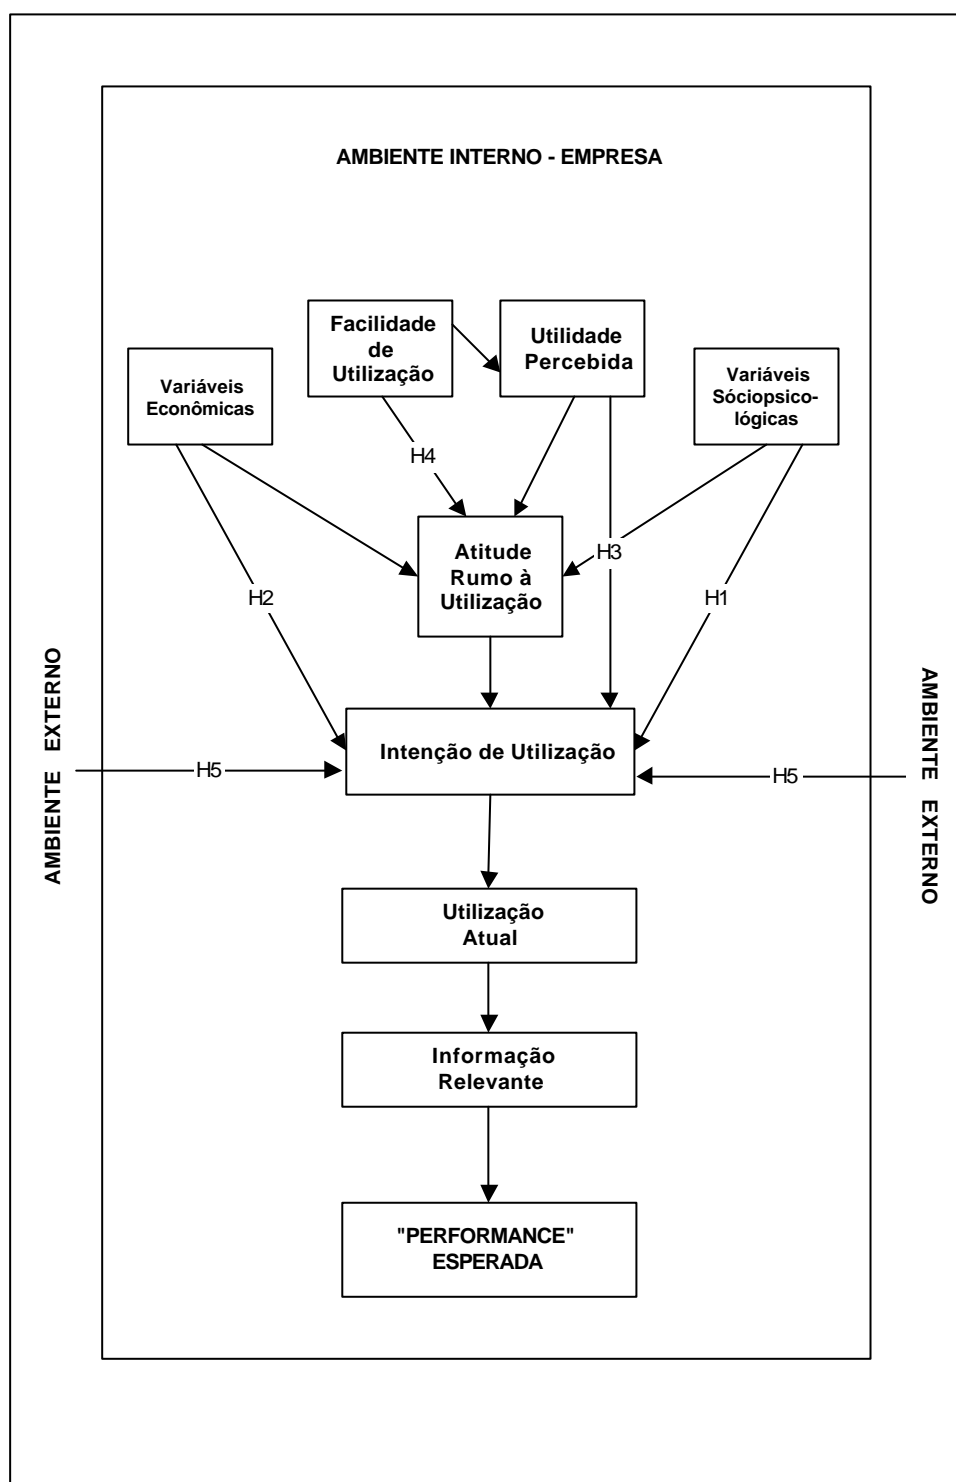 AMBIENTE INTERNO - EMPRESA
Facilidade
de
Utilização
Utilidade
Percebida
Variáveis
Econômicas
Variáveis
Sóciopsico-
lógicas
H4
Atitude
Rumo à
Utilização
H3
H2
H1
AMBIENTE EXTERNO
AMBIENTE EXTERNO
Intenção de Utilização
H5
H5
Utilização
Atual
Informação
Relevante
"PERFORMANCE"
ESPERADA